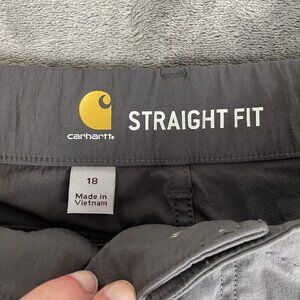 carhartt
STRAIGHT FIT
18
Made in
Vietnam